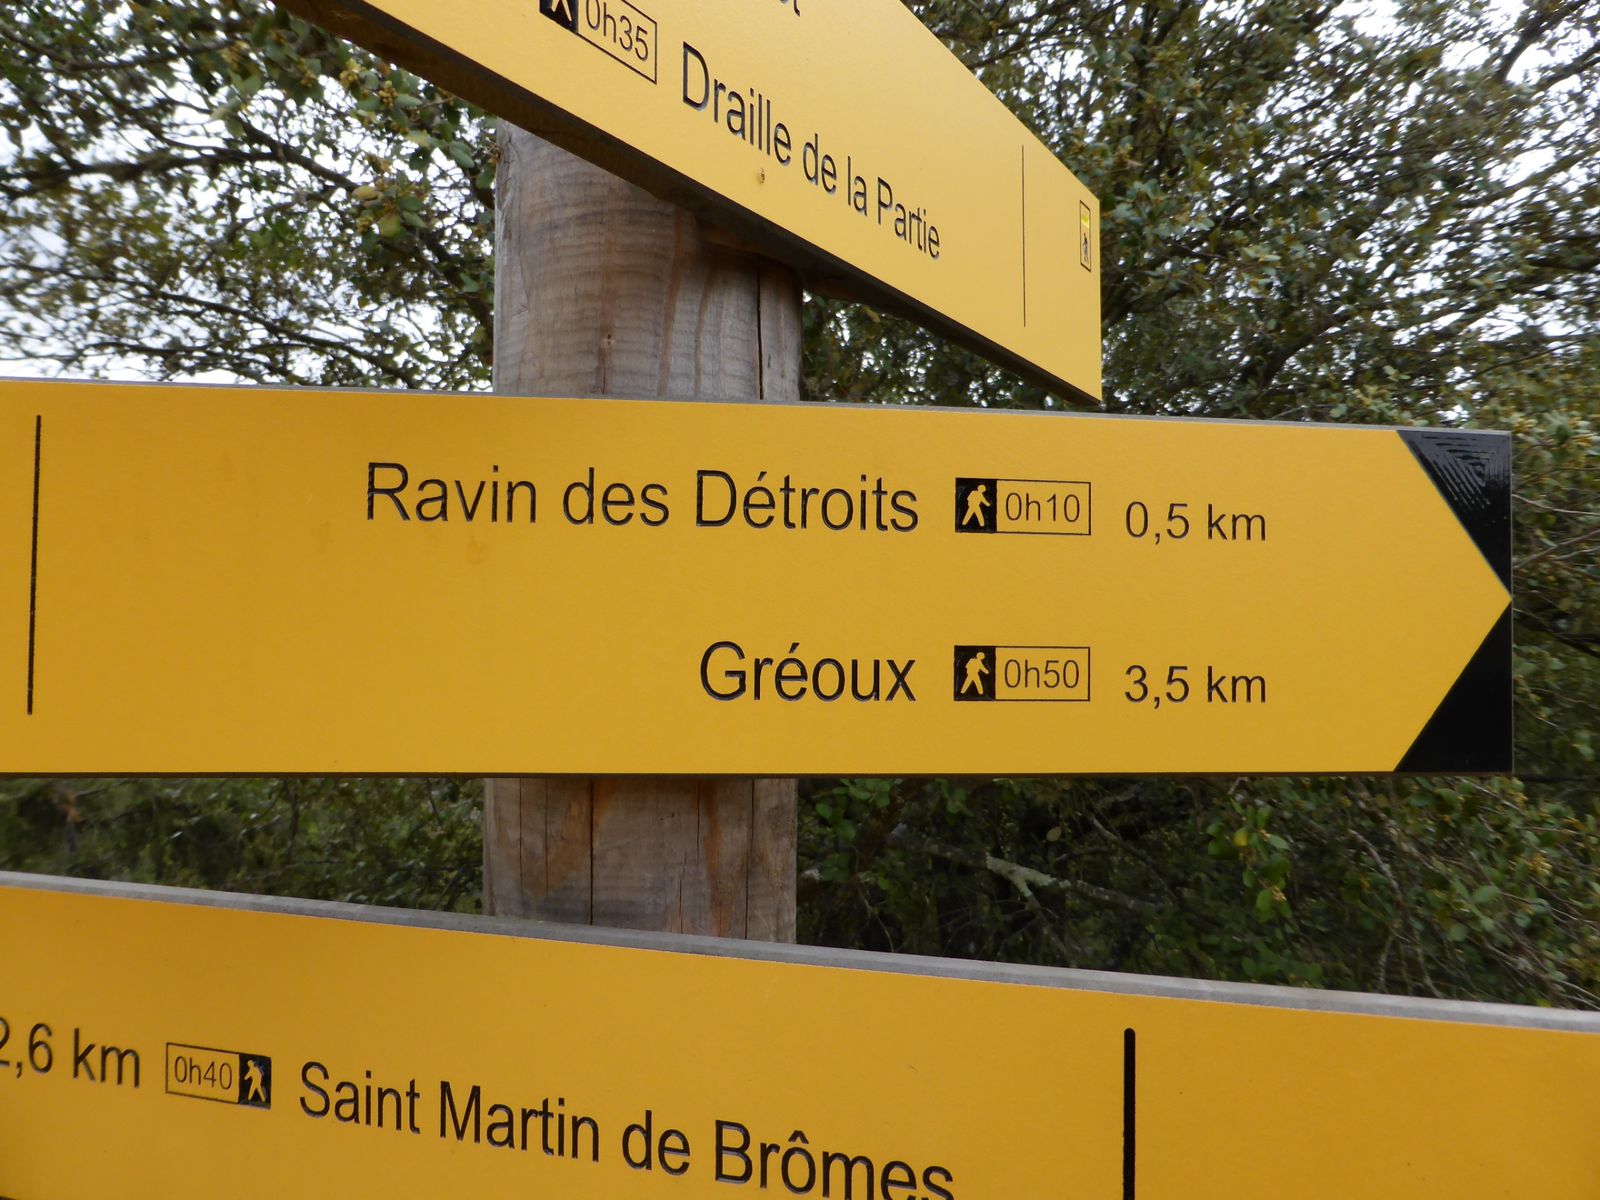 0h35 Draille de la Partie
Ravin des Détroits 0h10 0,5 km
Gréoux 0h50 3,5 km
2,6 km 0h40 Saint Martin de Brômes